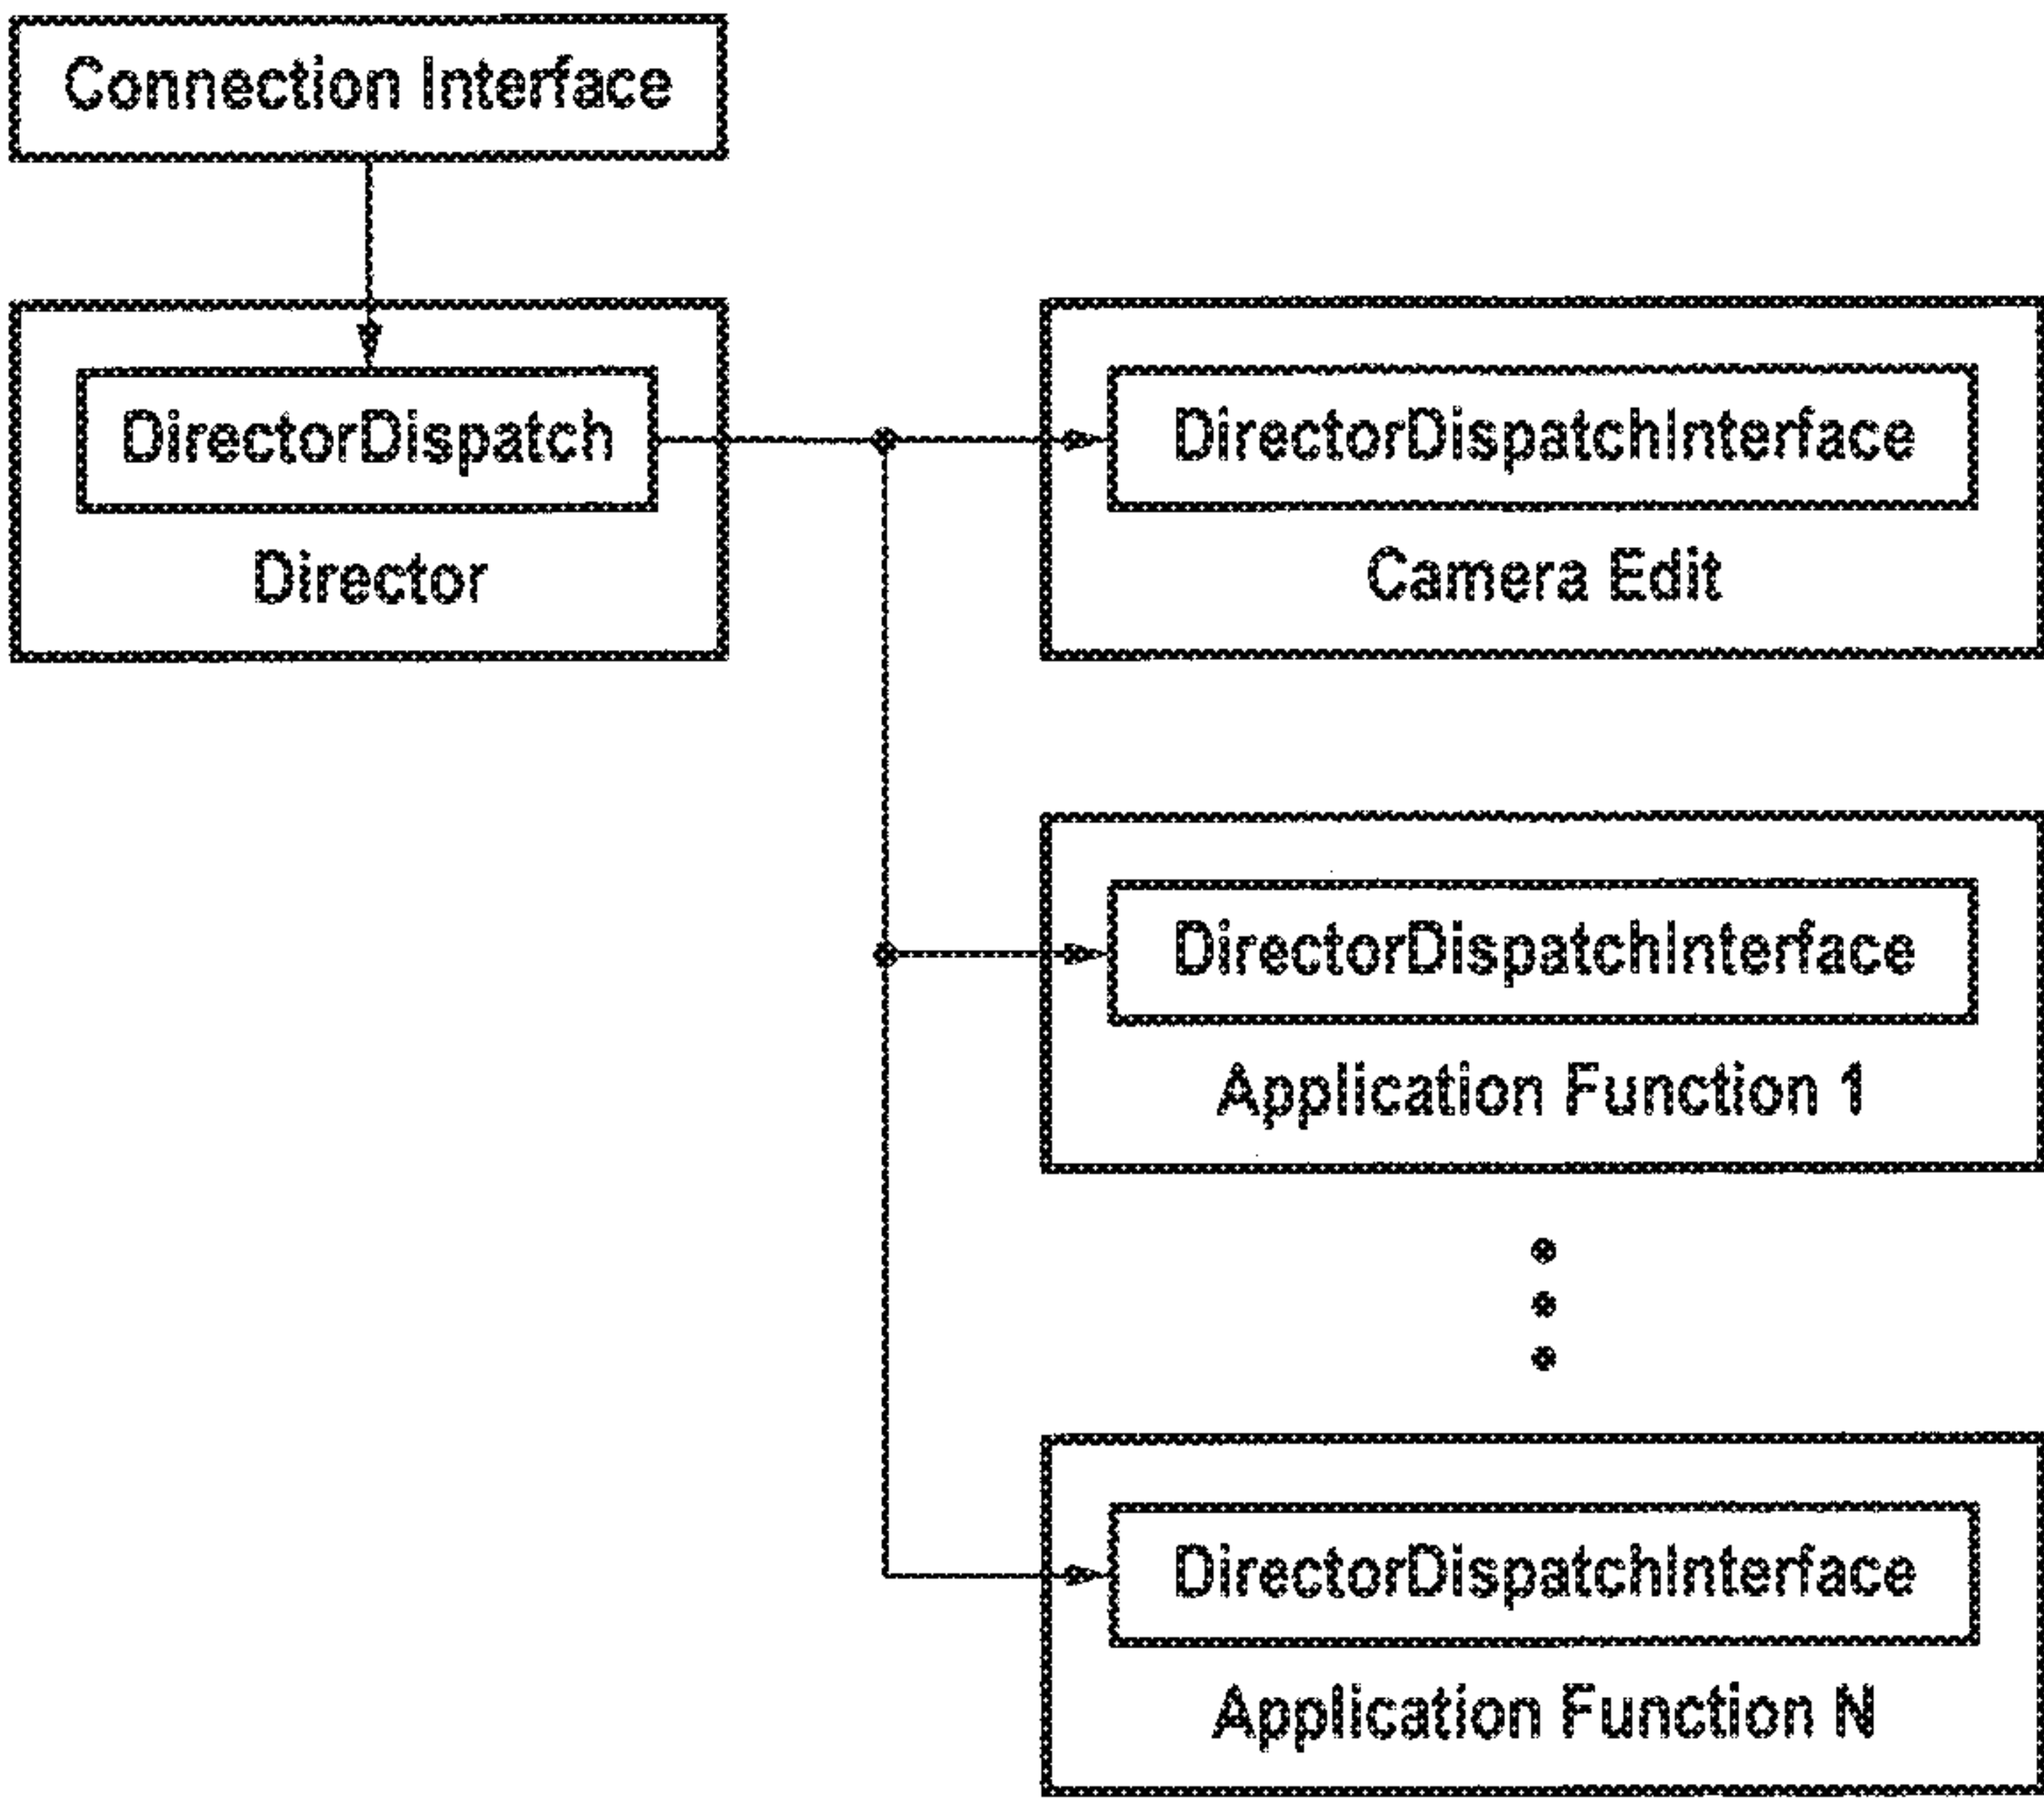 Connection Interface
DirectorDispatch
Director
DirectorDispatchInterface
Camera Edit
DirectorDispatchInterface
Application Function 1
DirectorDispatchInterface
Application Function N